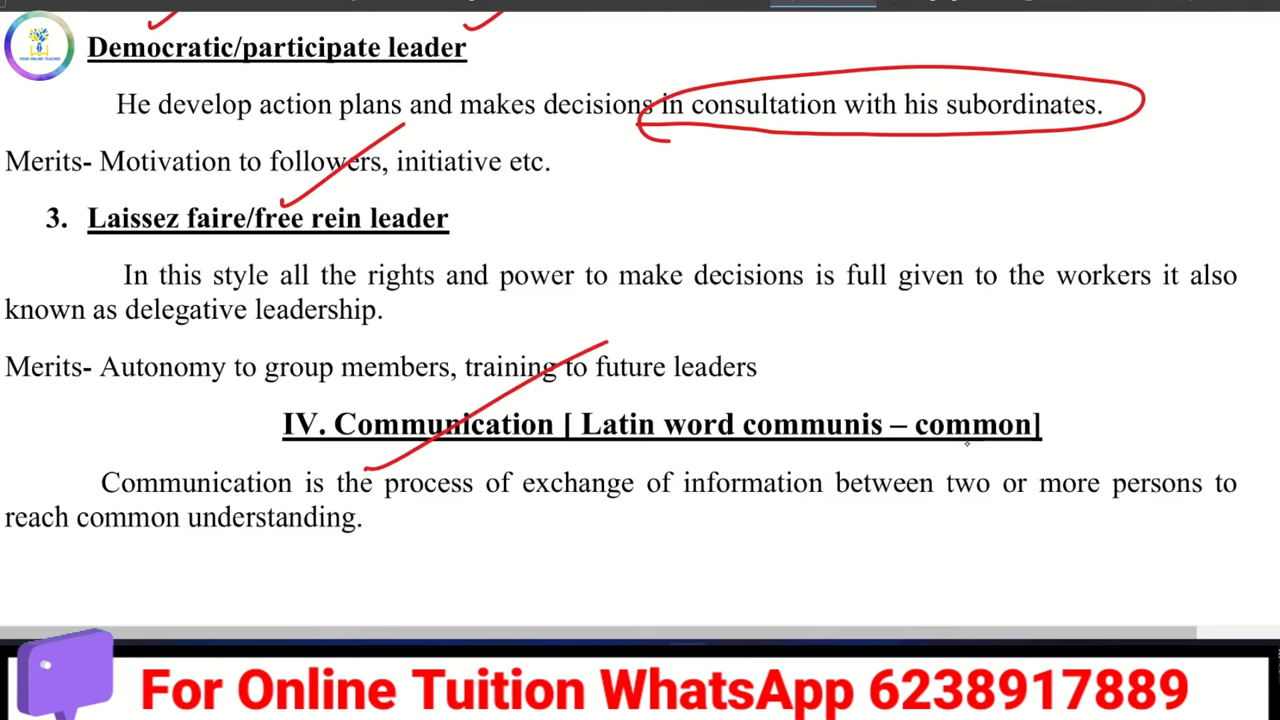 YOUR ONLINE TEACHER
Democratic/participate leader
He develop action plans and makes decisions in consultation with his subordinates.
Merits- Motivation to followers, initiative etc.
3. Laissez faire/free rein leader
In this style all the rights and power to make decisions is full given to the workers it also
known as delegative leadership.
Merits- Autonomy to group members, training to future leaders
IV. Communication [ Latin word communis – common]
Communication is the process of exchange of information between two or more persons to
reach common understanding.
For Online Tuition WhatsApp 6238917889